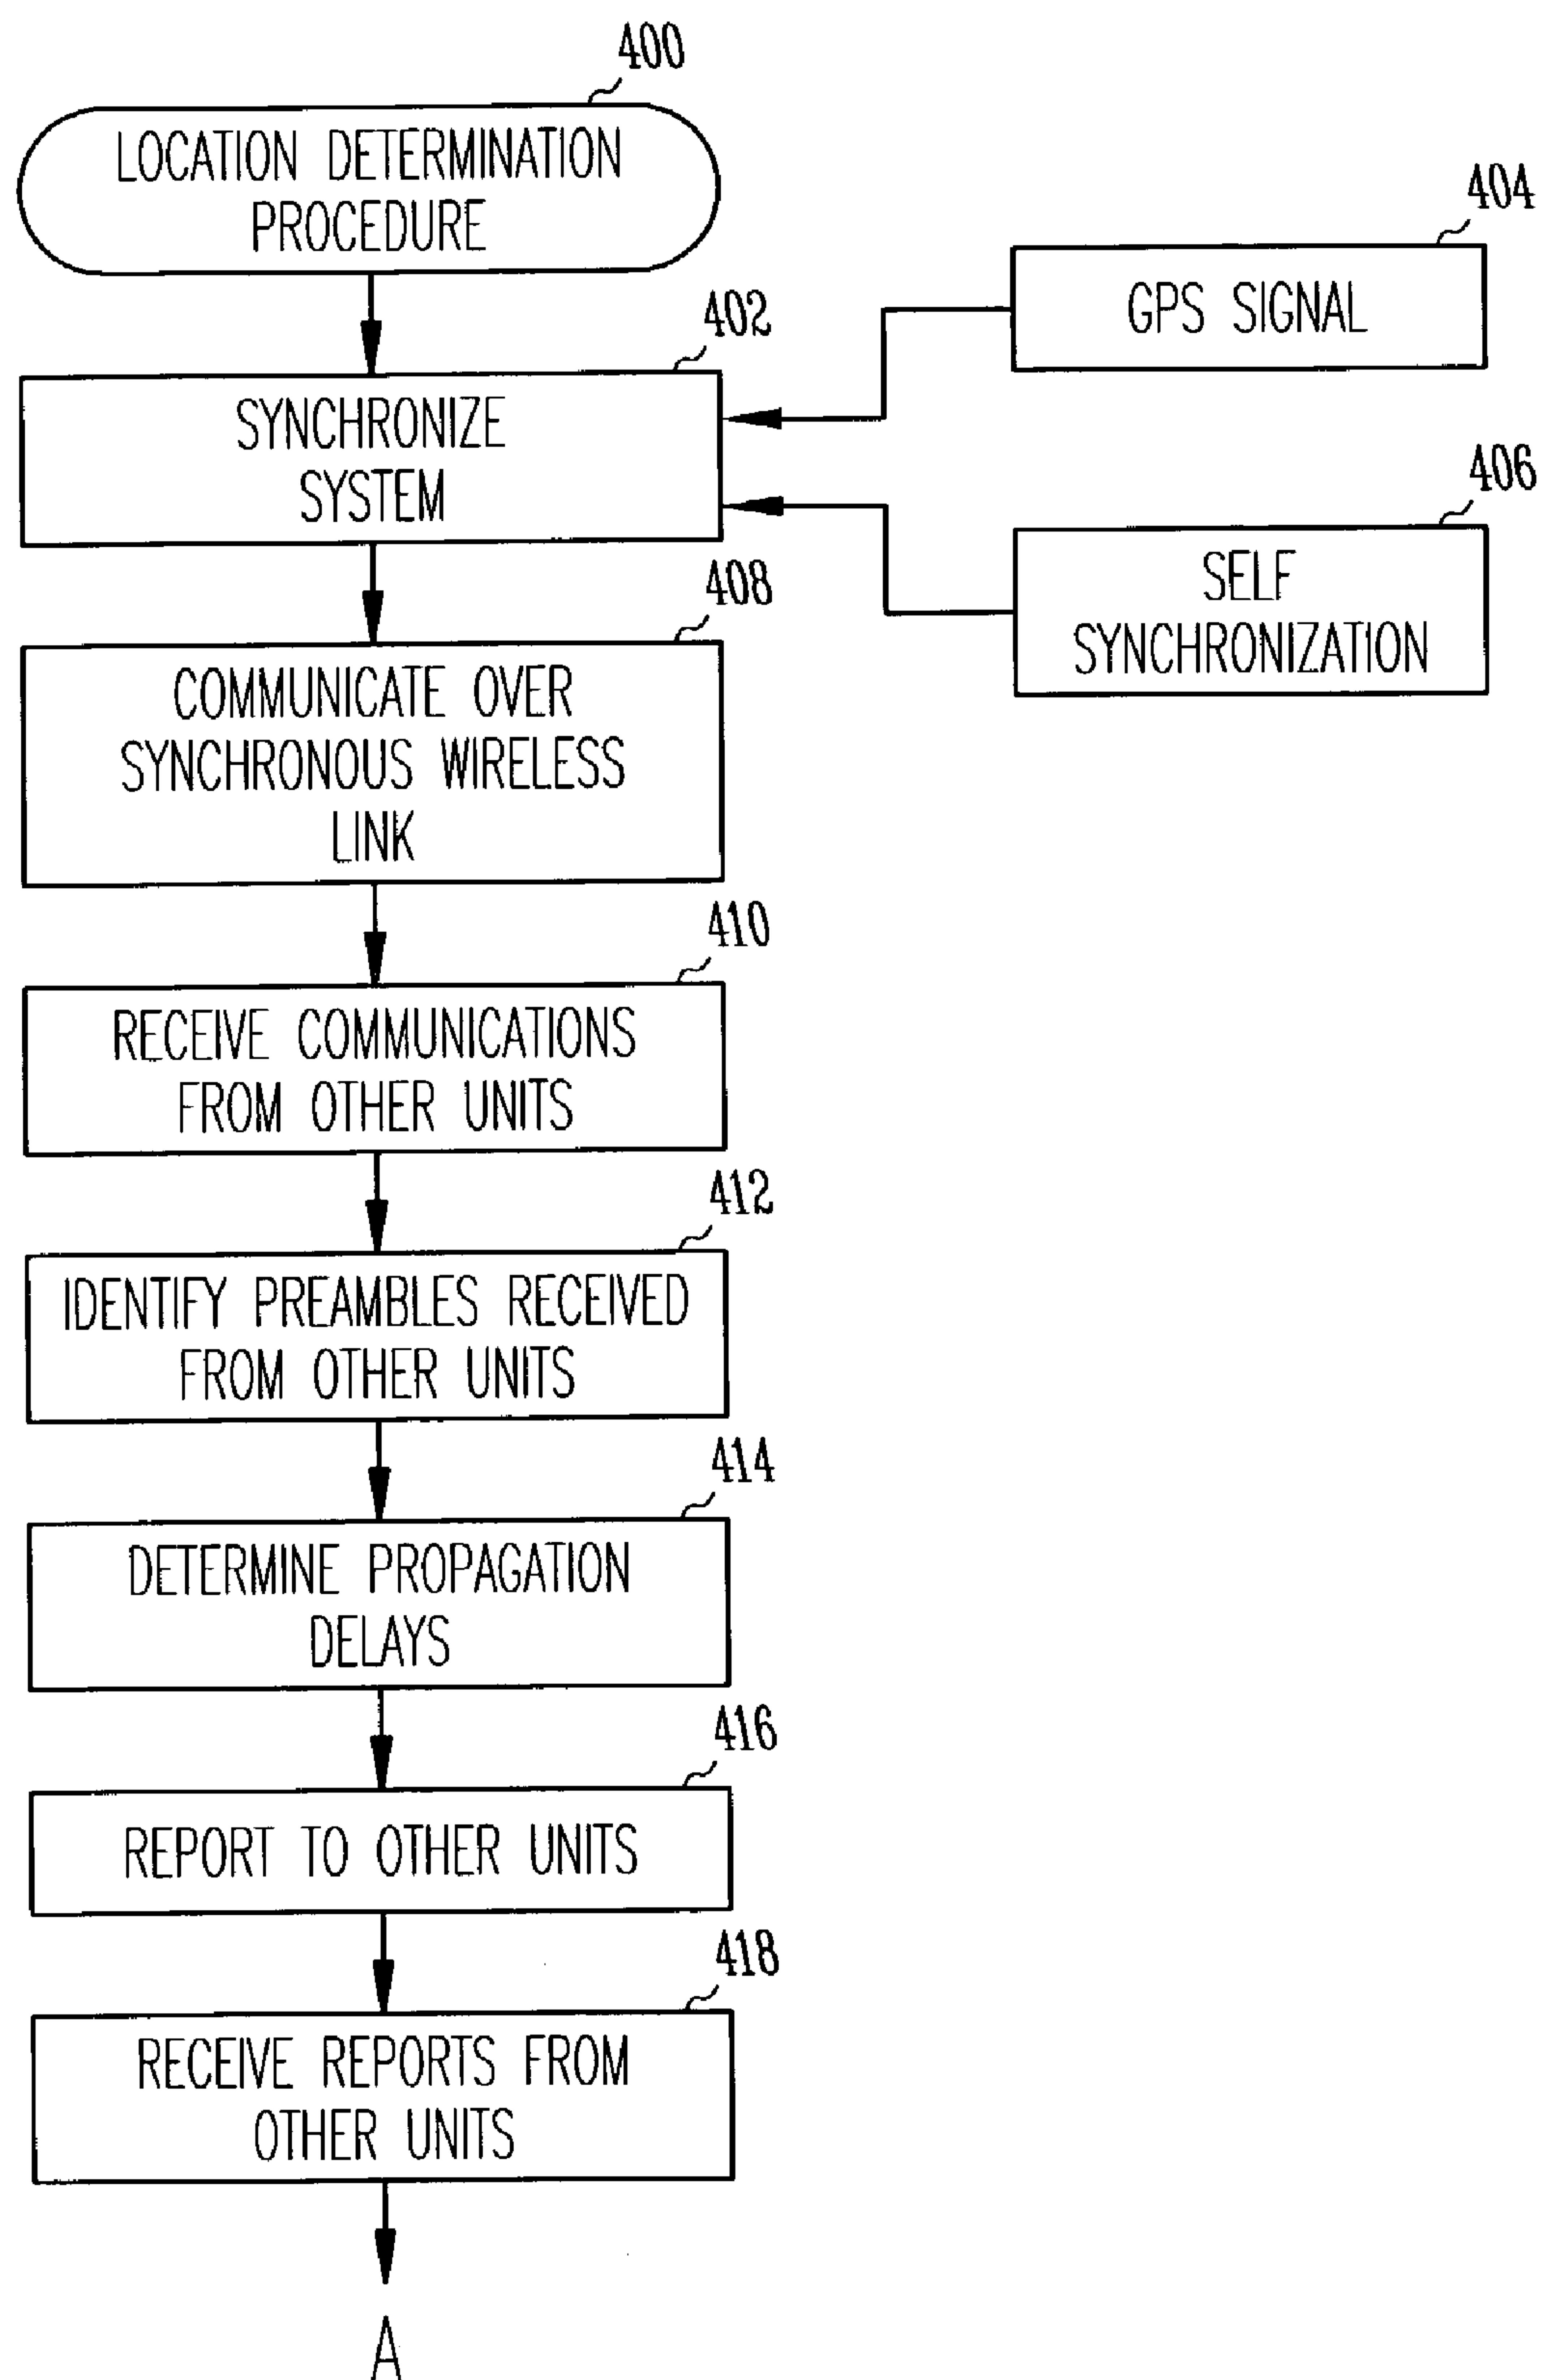 400
LOCATION DETERMINATION
PROCEDURE
404
GPS SIGNAL
402
SYNCHRONIZE
SYSTEM
406
SELF
SYNCHRONIZATION
408
COMMUNICATE OVER
SYNCHRONOUS WIRELESS
LINK
410
RECEIVE COMMUNICATIONS
FROM OTHER UNITS
412
IDENTIFY PREAMBLES RECEIVED
FROM OTHER UNITS
414
DETERMINE PROPAGATION
DELAYS
416
REPORT TO OTHER UNITS
418
RECEIVE REPORTS FROM
OTHER UNITS
A